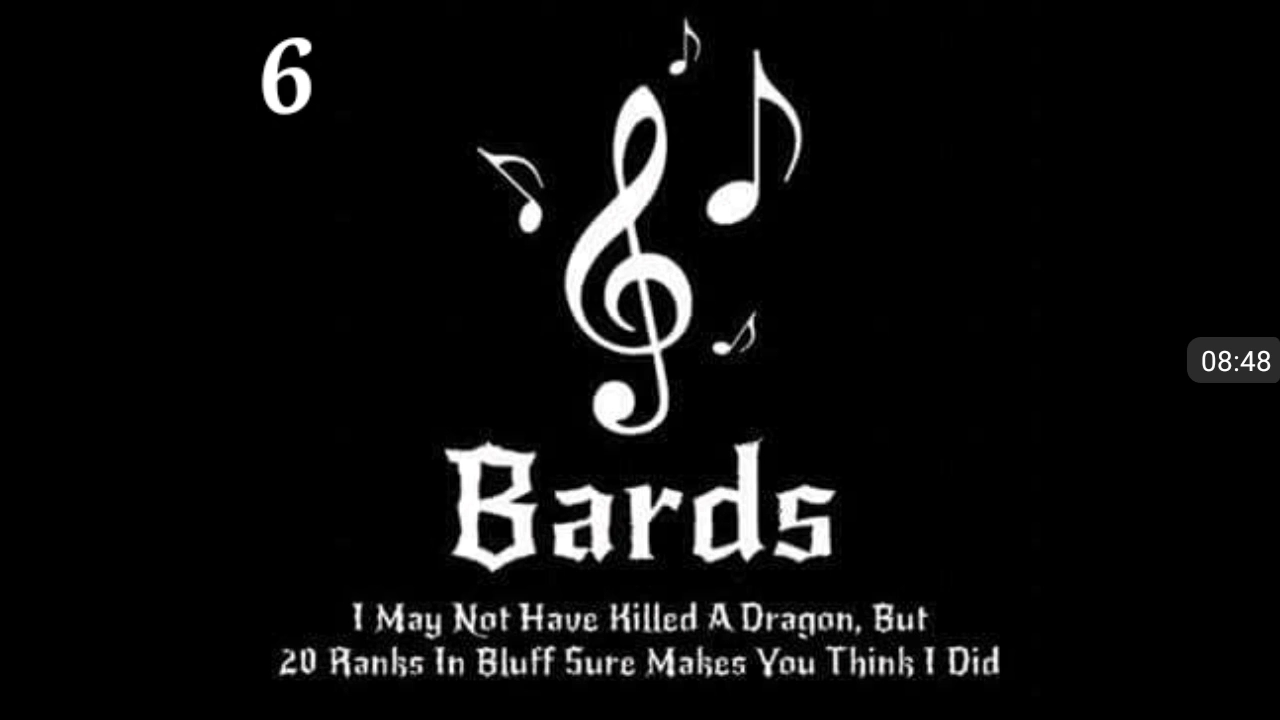 6
08:48
Bards
I May Not Have Killed A Dragon, But
20 Ranks In Bluff Sure Makes You Think I Did